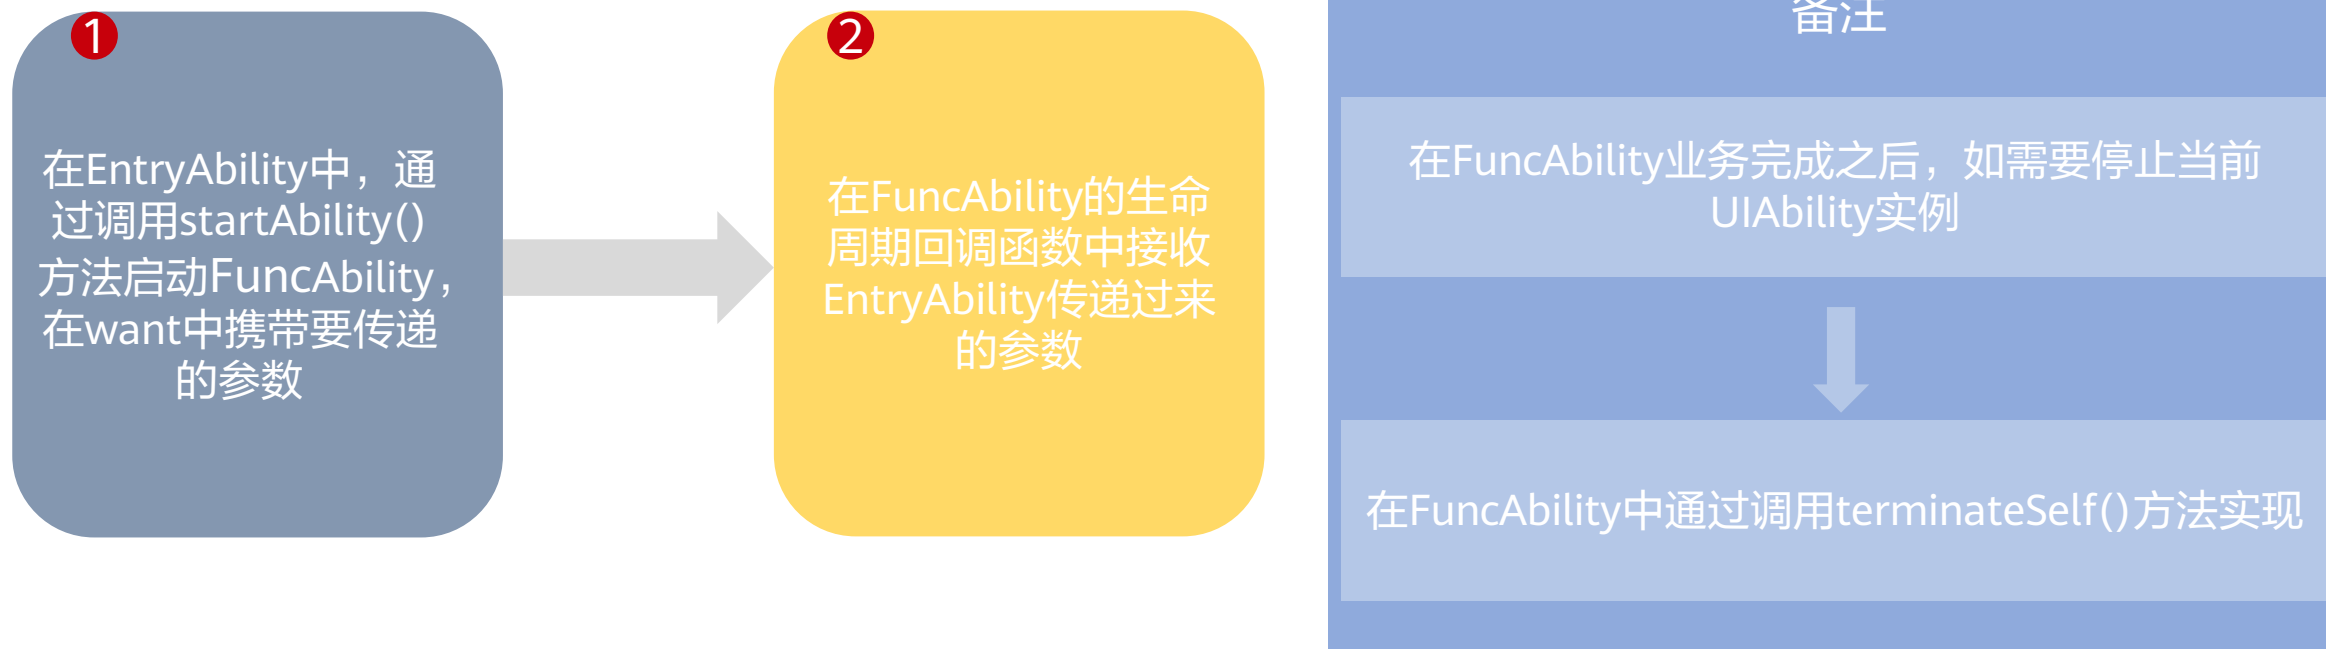 1
在EntryAbility中，通
过调用startAbility()
方法启动FuncAbility，
在want中携带要传递
的参数
2
在FuncAbility的生命
周期回调函数中接收
EntryAbility传递过来
的参数
备注
在FuncAbility业务完成之后，如需要停止当前
UIAbility实例
在FuncAbility中通过调用terminateSelf()方法实现